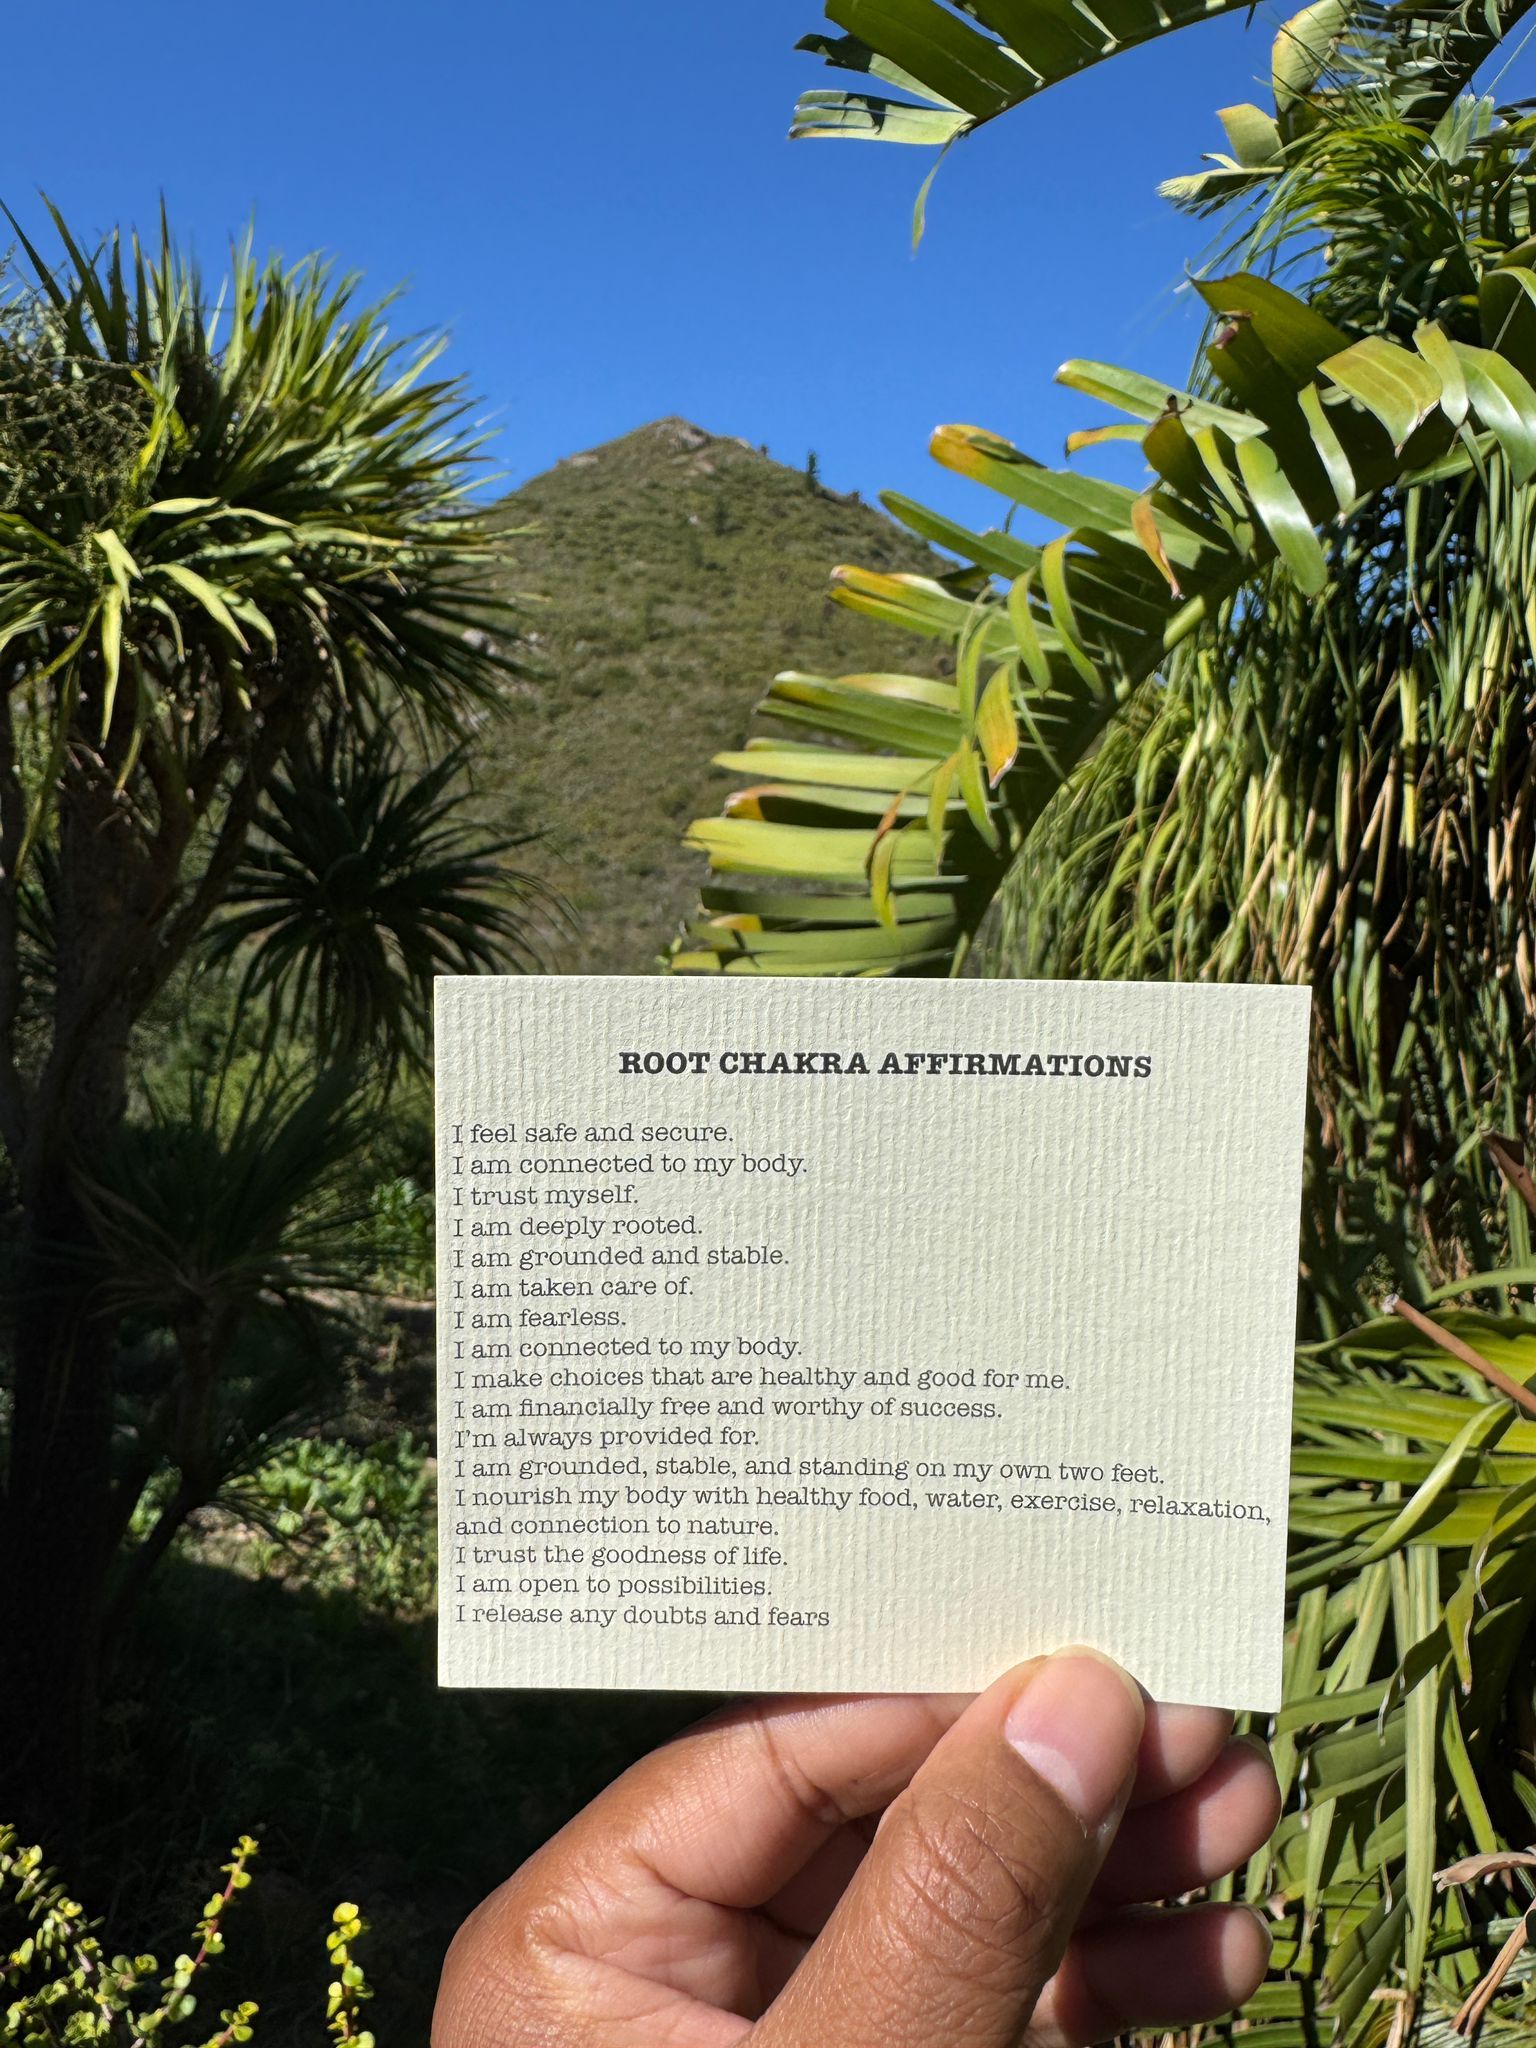 ROOT CHAKRA AFFIRMATIONS
I feel safe and secure.
I am connected to my body.
I trust myself.
I am deeply rooted.
I am grounded and stable.
I am taken care of.
I am fearless.
I am connected to my body.
I make choices that are healthy and good for me.
I am financially free and worthy of success.
I'm always provided for.
I am grounded, stable, and standing on my own two feet.
I nourish my body with healthy food, water, exercise, relaxation,
and connection to nature.
I trust the goodness of life.
I am open to possibilities.
I release any doubts and fears